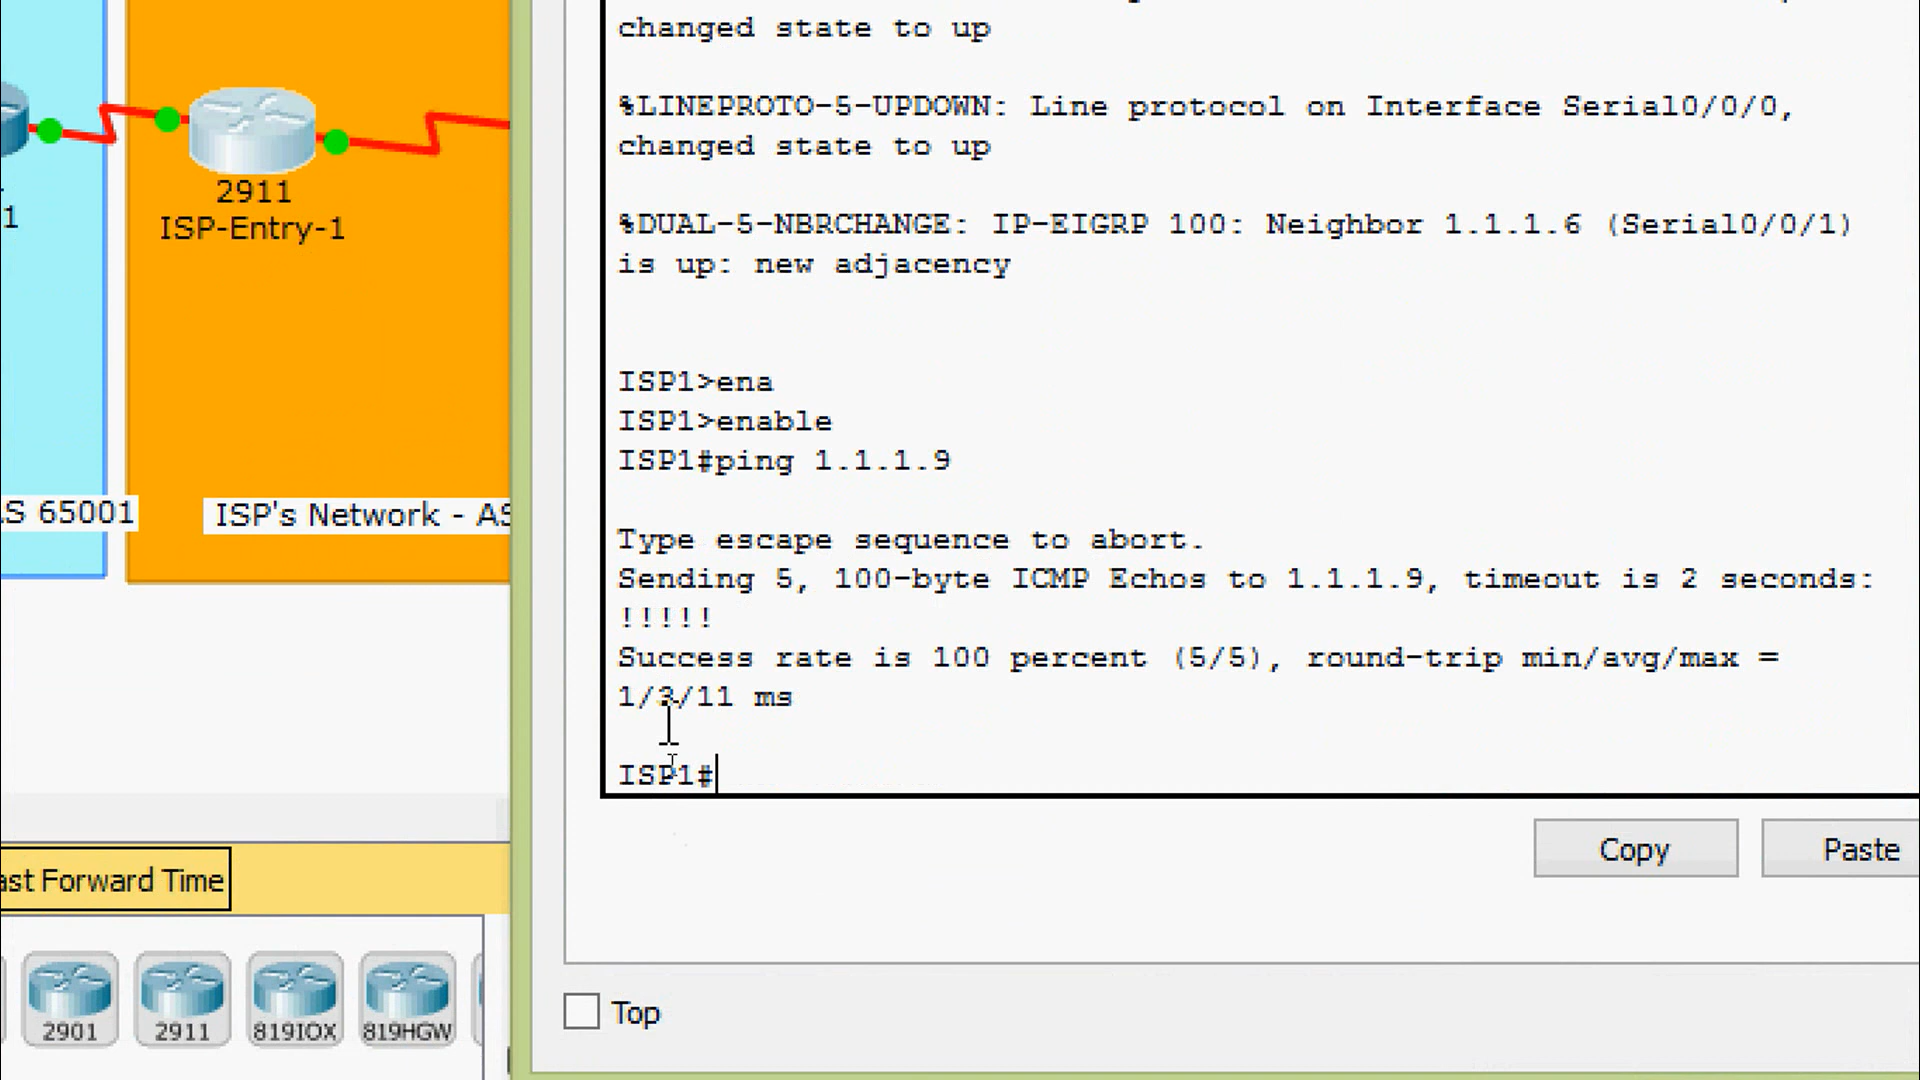 changed state to up
%LINEPROTO-5-UPDOWN: Line protocol on Interface Serial0/0/0,
changed state to up
%DUAL-5-NBRCHANGE: IP-EIGRP 100: Neighbor 1.1.1.6 (Serial0/0/1)
is up: new adjacency
ISP1>ena
ISP1>enable
ISP1#ping 1.1.1.9
Type escape sequence to abort.
Sending 5, 100-byte ICMP Echos to 1.1.1.9, timeout is 2 seconds:
!!!!!
Success rate is 100 percent (5/5), round-trip min/avg/max =
1/3/11 ms
ISP1#
Copy
Paste
Top
2911
ISP-Entry-1
1
S 65001
ISP's Network - AS
ast Forward Time
2901
2911
819IOX
819HGW